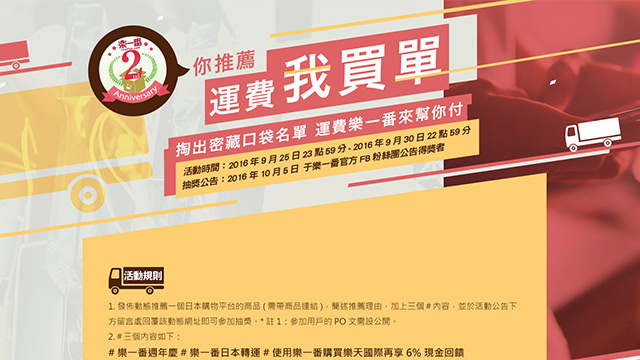 樂一番
2nd
Anniversary
你推薦
運費 我買單
掏出密藏口袋名單 運費樂一番來幫你付
活動時間：2016 年 9 月 25 日 23 點 59 分 - 2016 年 9 月 30 日 22 點 59 分
抽獎公告：2016 年 10 月 5 日 于樂一番官方 FB 粉絲團公告得獎者
活動規則
1. 發佈動態推薦一個日本購物平台的商品 ( 需帶商品連結 )，簡述推薦理由，加上三個 # 內容，並於活動公告下
方留言處回覆該動態網址即可參加抽獎。* 註 1：參加用戶的 PO 文需設公開。
2. # 三個內容如下：
# 樂一番週年慶 # 樂一番日本轉運 # 使用樂一番購買樂天國際再享 6% 現金回饋